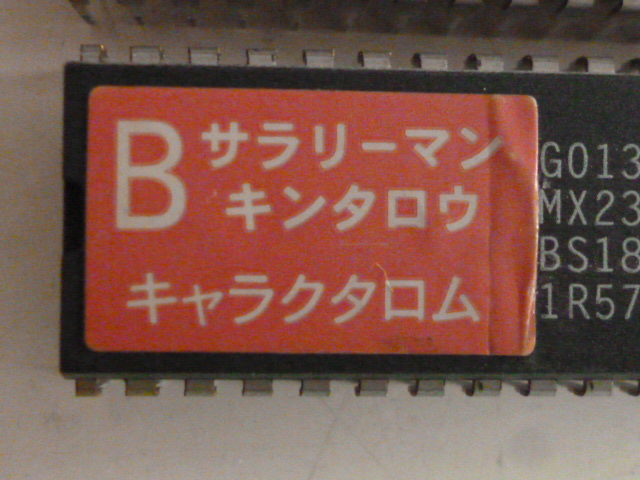 B サラリーマン
キンタロウ
キャラクタロム
G013
MX23
BS18
1R57